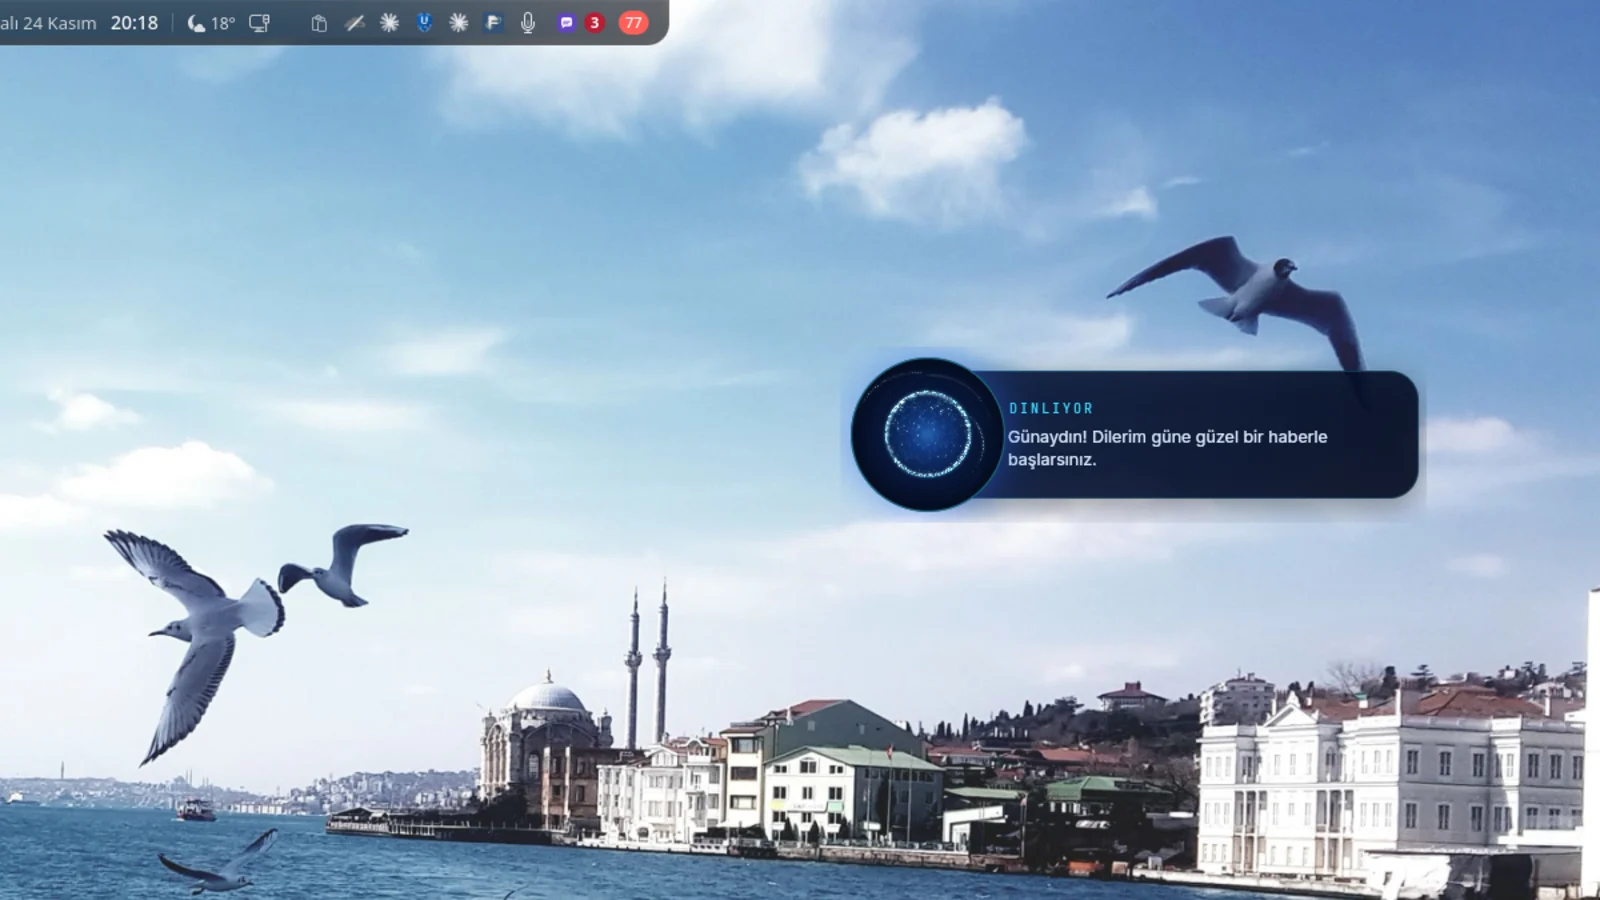 alı 24 Kasım 20:18 18° 3 77
DINLIYOR
Günaydın! Dilerim güne güzel bir haberle
başlarsınız.